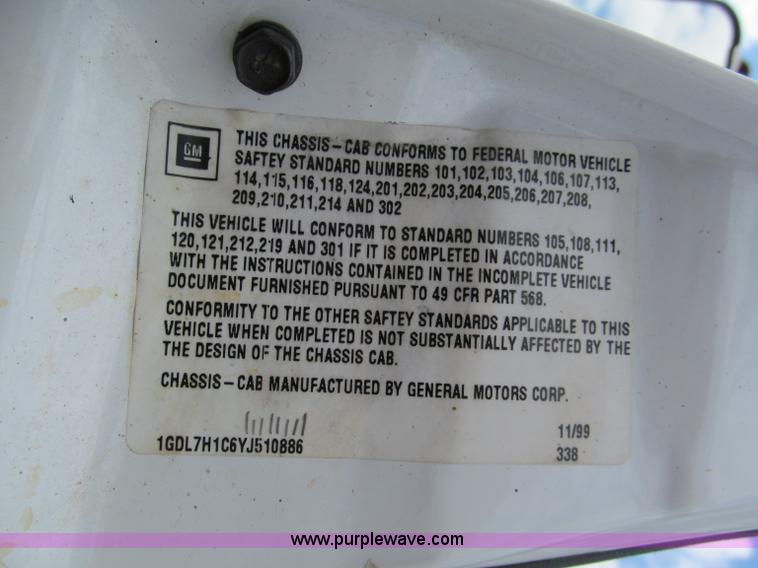 GM
THIS CHASSIS-CAB CONFORMS TO FEDERAL MOTOR VEHICLE
SAFTEY STANDARD NUMBERS 101,102,103,104,106,107,113,
114,115,116,118,124,201,202,203,204,205,206,207,208,
209,210,211,214 AND 302
THIS VEHICLE WILL CONFORM TO STANDARD NUMBERS 105,108,111,
120,121,212,219 AND 301 IF IT IS COMPLETED IN ACCORDANCE
WITH THE INSTRUCTIONS CONTAINED IN THE INCOMPLETE VEHICLE
DOCUMENT FURNISHED PURSUANT TO 49 CFR PART 568.
CONFORMITY TO THE OTHER SAFTEY STANDARDS APPLICABLE TO THIS
VEHICLE WHEN COMPLETED IS NOT SUBSTANTIALLY AFFECTED BY THE
THE DESIGN OF THE CHASSIS CAB.
CHASSIS-CAB MANUFACTURED BY GENERAL MOTORS CORP.
11/99
1GDL7H1C6YJ510886 338
www.purplewave.com